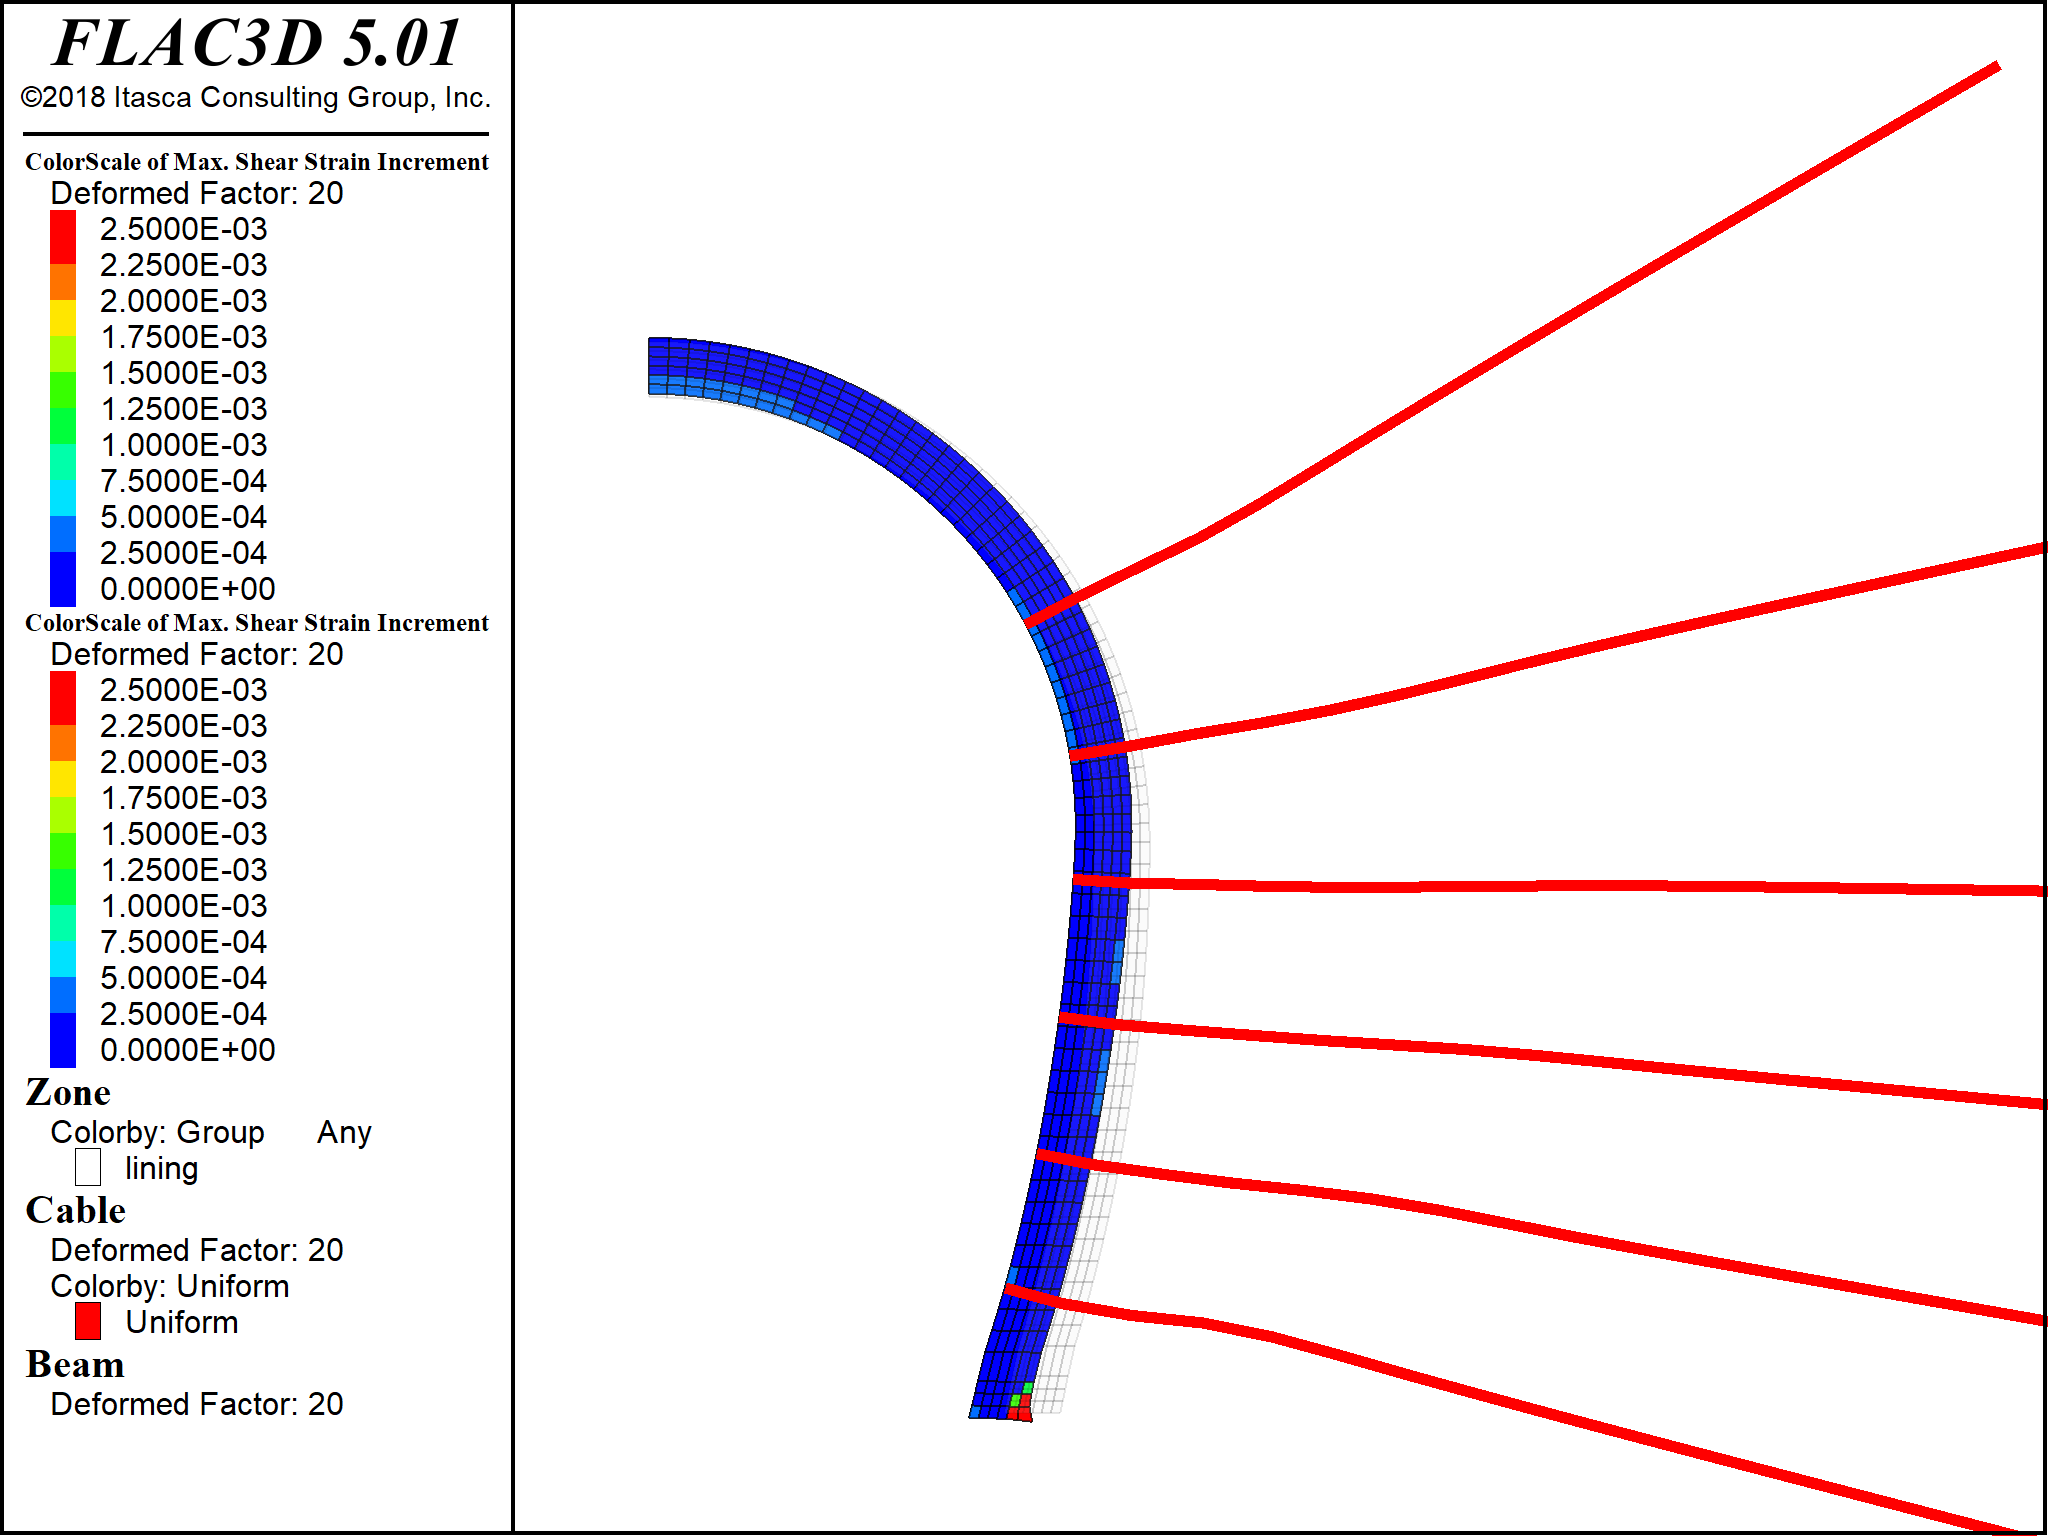 FLAC3D 5.01
©2018 Itasca Consulting Group, Inc.
ColorScale of Max. Shear Strain Increment
Deformed Factor: 20
2.5000E-03
2.2500E-03
2.0000E-03
1.7500E-03
1.5000E-03
1.2500E-03
1.0000E-03
7.5000E-04
5.0000E-04
2.5000E-04
0.0000E+00
ColorScale of Max. Shear Strain Increment
Deformed Factor: 20
2.5000E-03
2.2500E-03
2.0000E-03
1.7500E-03
1.5000E-03
1.2500E-03
1.0000E-03
7.5000E-04
5.0000E-04
2.5000E-04
0.0000E+00
Zone
Colorby: Group Any
lining
Cable
Deformed Factor: 20
Colorby: Uniform
Uniform
Beam
Deformed Factor: 20